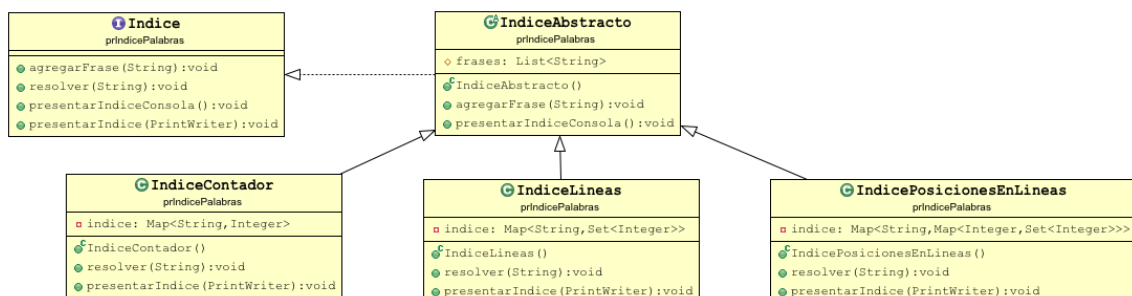 Indice
prIndicePalabras
agregarFrase(String):void
resolver(String):void
presentarIndiceConsola():void
presentarIndice(PrintWriter):void
IndiceAbstracto
prIndicePalabras
frases: List<String>
IndiceAbstracto()
agregarFrase(String):void
presentarIndiceConsola():void
IndiceContador
prIndicePalabras
indice: Map<String,Integer>
IndiceContador()
resolver(String):void
presentarIndice(PrintWriter):void
IndiceLineas
prIndicePalabras
indice: Map<String,Set<Integer>>
IndiceLineas()
resolver(String):void
presentarIndice(PrintWriter):void
IndicePosicionesEnLineas
prIndicePalabras
indice: Map<String,Map<Integer,Set<Integer>>>
IndicePosicionesEnLineas()
resolver(String):void
presentarIndice(PrintWriter):void